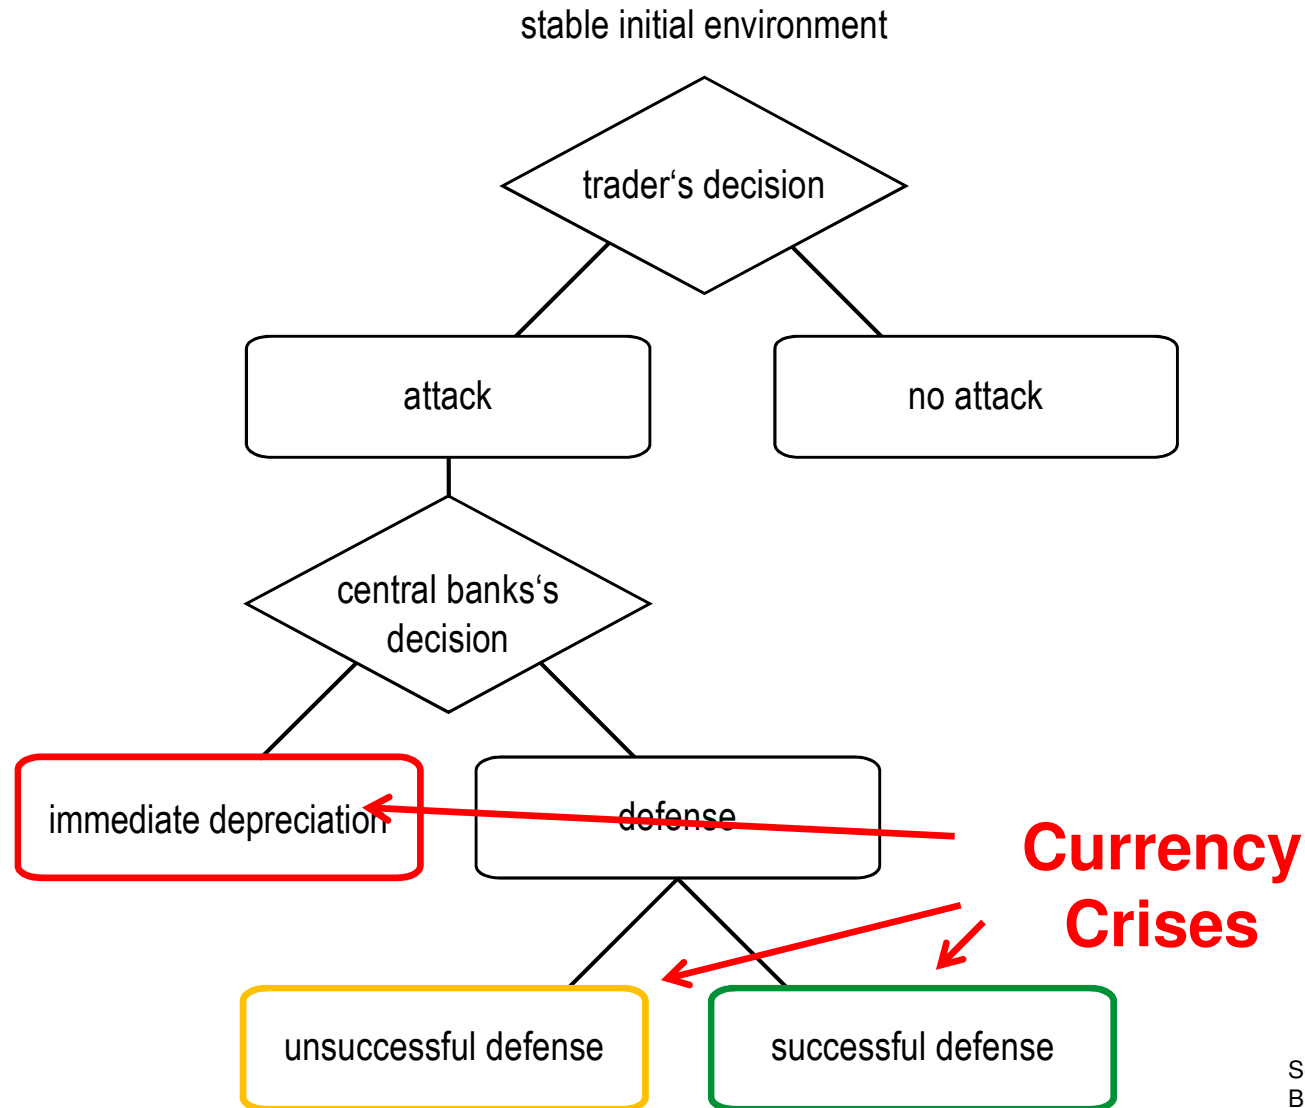 stable initial environment
trader‘s decision
attack
no attack
central banks‘s
decision
immediate depreciation
defense
Currency
Crises
unsuccessful defense
successful defense
S
B